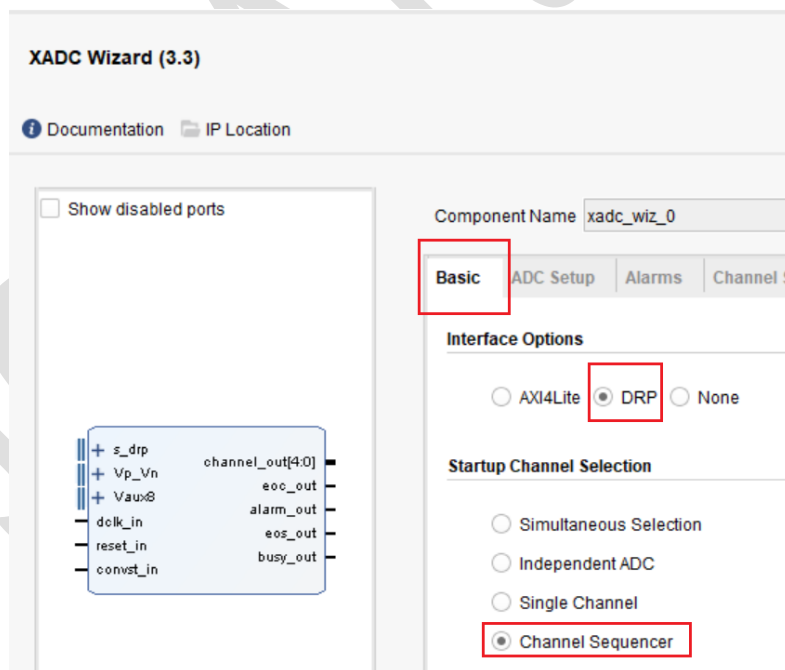 XADC Wizard (3.3)
Documentation IP Location
Show disabled ports
Component Name xadc_wiz_0
Basic ADC Setup Alarms Channel
Interface Options
AXI4Lite DRP None
s_drp
Vp_Vn
Vaux8
dclk_in
reset_in
convst_in
channel_out[4:0]
eoc_out
alarm_out
eos_out
busy_out
Startup Channel Selection
Simultaneous Selection
Independent ADC
Single Channel
Channel Sequencer